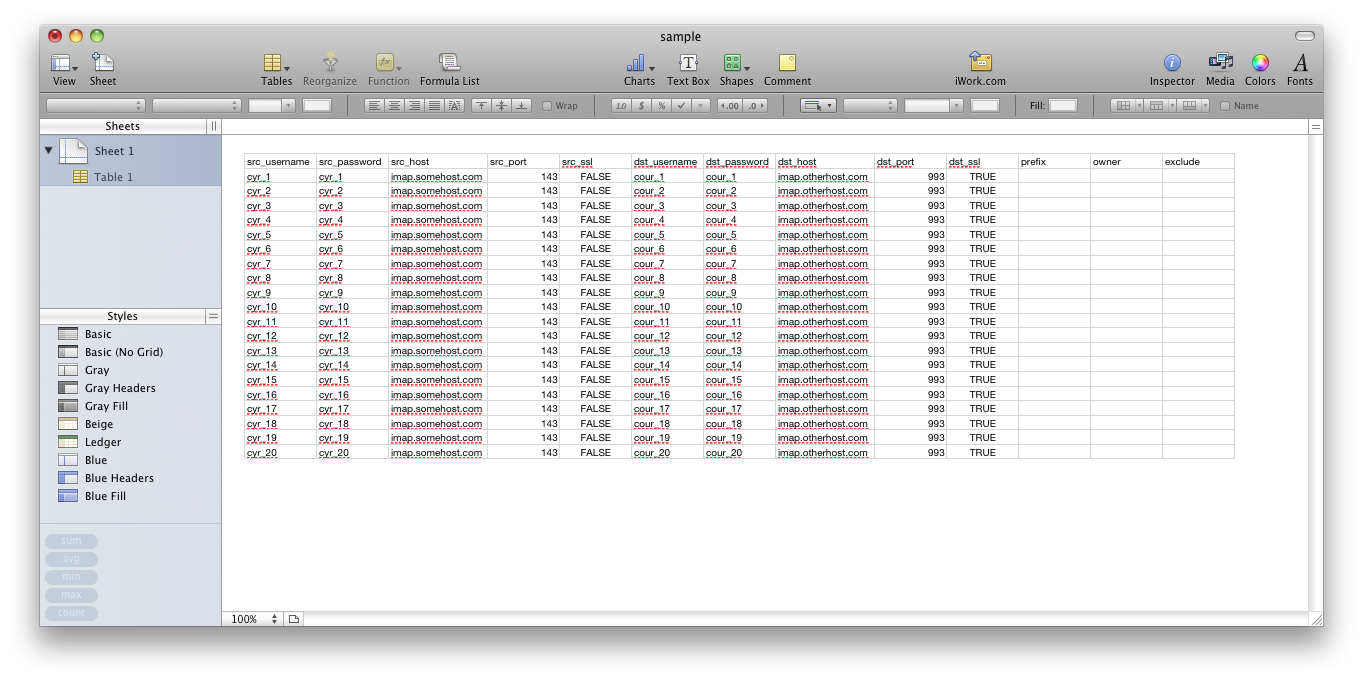 sample
View Sheet Tables Reorganize Function Formula List Charts Text Box Shapes Comment iWork.com Inspector Media Colors Fonts
Wrap 1.0 $ % .00 .0 Fill: Name
Sheets
Sheet 1
Table 1
Styles
Basic
Basic (No Grid)
Gray
Gray Headers
Gray Fill
Beige
Ledger
Blue
Blue Headers
Blue Fill
sum
avg
min
max
count
src_username src_password src_host src_port src_ssl dst_username dst_password dst_host dst_port dst_ssl prefix owner exclude
cyr_1 cyr_1 imap.somehost.com 143 FALSE cour_1 cour_1 imap.otherhost.com 993 TRUE
cyr_2 cyr_2 imap.somehost.com 143 FALSE cour_2 cour_2 imap.otherhost.com 993 TRUE
cyr_3 cyr_3 imap.somehost.com 143 FALSE cour_3 cour_3 imap.otherhost.com 993 TRUE
cyr_4 cyr_4 imap.somehost.com 143 FALSE cour_4 cour_4 imap.otherhost.com 993 TRUE
cyr_5 cyr_5 imap.somehost.com 143 FALSE cour_5 cour_5 imap.otherhost.com 993 TRUE
cyr_6 cyr_6 imap.somehost.com 143 FALSE cour_6 cour_6 imap.otherhost.com 993 TRUE
cyr_7 cyr_7 imap.somehost.com 143 FALSE cour_7 cour_7 imap.otherhost.com 993 TRUE
cyr_8 cyr_8 imap.somehost.com 143 FALSE cour_8 cour_8 imap.otherhost.com 993 TRUE
cyr_9 cyr_9 imap.somehost.com 143 FALSE cour_9 cour_9 imap.otherhost.com 993 TRUE
cyr_10 cyr_10 imap.somehost.com 143 FALSE cour_10 cour_10 imap.otherhost.com 993 TRUE
cyr_11 cyr_11 imap.somehost.com 143 FALSE cour_11 cour_11 imap.otherhost.com 993 TRUE
cyr_12 cyr_12 imap.somehost.com 143 FALSE cour_12 cour_12 imap.otherhost.com 993 TRUE
cyr_13 cyr_13 imap.somehost.com 143 FALSE cour_13 cour_13 imap.otherhost.com 993 TRUE
cyr_14 cyr_14 imap.somehost.com 143 FALSE cour_14 cour_14 imap.otherhost.com 993 TRUE
cyr_15 cyr_15 imap.somehost.com 143 FALSE cour_15 cour_15 imap.otherhost.com 993 TRUE
cyr_16 cyr_16 imap.somehost.com 143 FALSE cour_16 cour_16 imap.otherhost.com 993 TRUE
cyr_17 cyr_17 imap.somehost.com 143 FALSE cour_17 cour_17 imap.otherhost.com 993 TRUE
cyr_18 cyr_18 imap.somehost.com 143 FALSE cour_18 cour_18 imap.otherhost.com 993 TRUE
cyr_19 cyr_19 imap.somehost.com 143 FALSE cour_19 cour_19 imap.otherhost.com 993 TRUE
cyr_20 cyr_20 imap.somehost.com 143 FALSE cour_20 cour_20 imap.otherhost.com 993 TRUE
100%